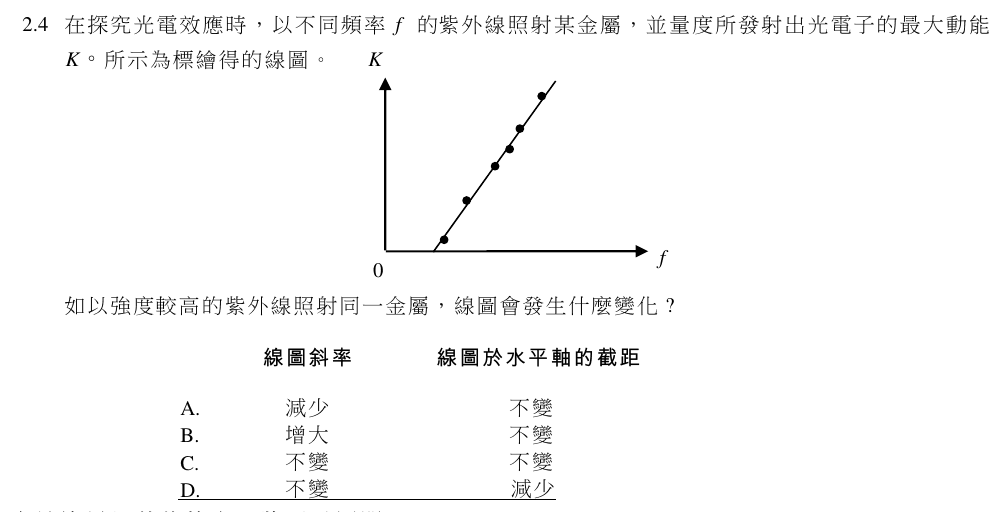 2.4 在探究光電效應時，以不同頻率 f 的紫外線照射某金屬，並量度所發射出光電子的最大動能
K。所示為標繪得的線圖。
K
0
f
如以強度較高的紫外線照射同一金屬，線圖會發生什麼變化？
線圖斜率 線圖於水平軸的截距
A. 減少 不變
B. 增大 不變
C. 不變 不變
D. 不變 減少